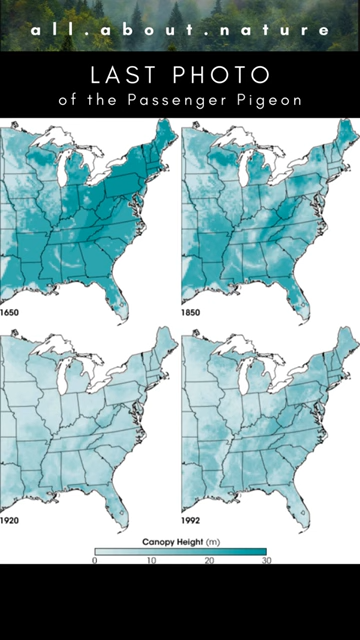 all.about.nature
LAST PHOTO
of the Passenger Pigeon
1650
1850
1920
1992
Canopy Height (m)
0 10 20 30